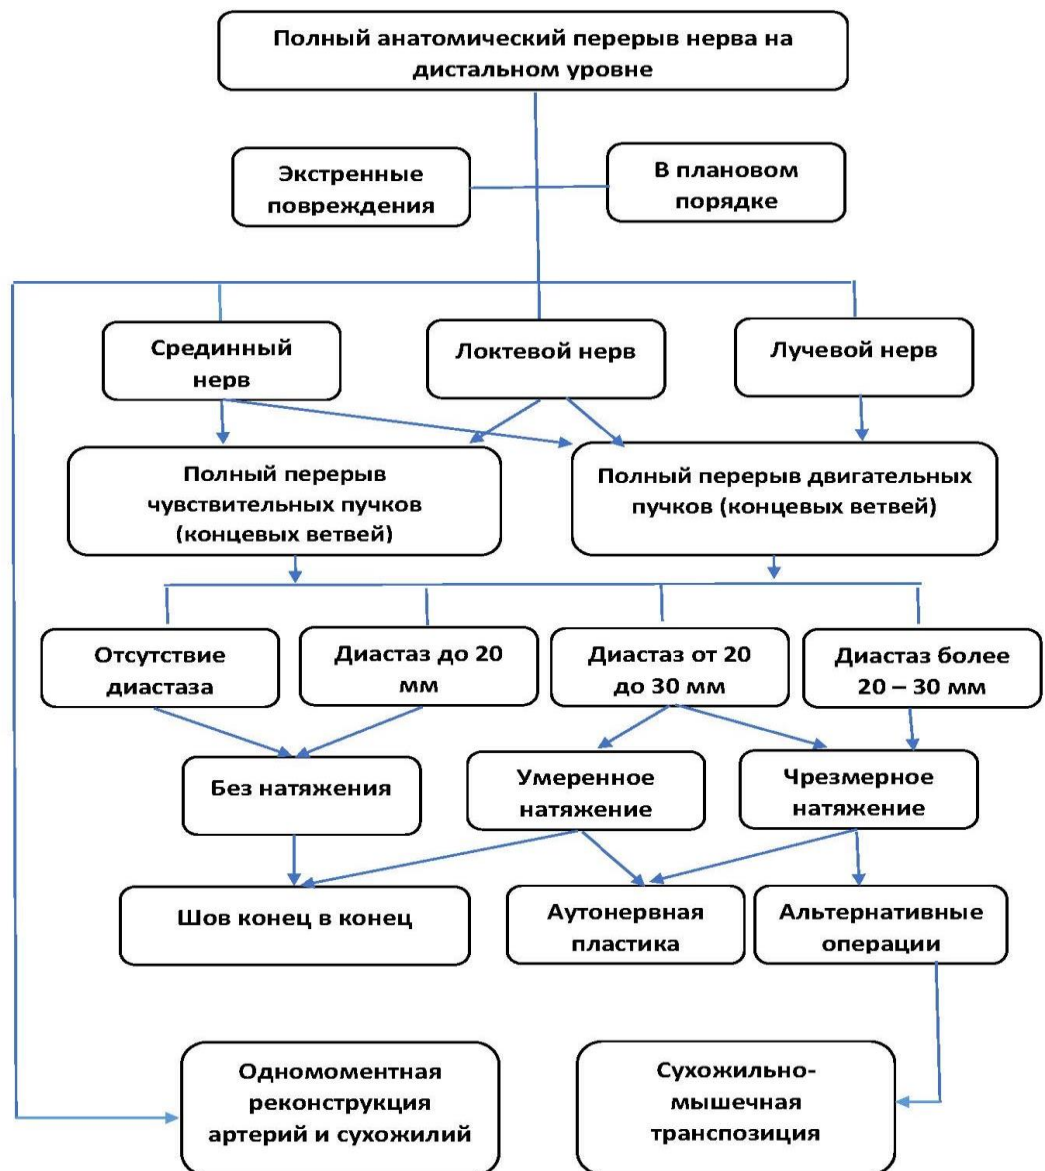 Полный анатомический перерыв нерва на
дистальном уровне
Экстренные
повреждения
В плановом
порядке
Срединный
нерв
Локтевой нерв
Лучевой нерв
Полный перерыв
чувствительных пучков
(концевых ветвей)
Полный перерыв двигательных
пучков (концевых ветвей)
Отсутствие
диастаза
Диастаз до 20
мм
Диастаз от 20
до 30 мм
Диастаз более
20 – 30 мм
Без натяжения
Умеренное
натяжение
Чрезмерное
натяжение
Шов конец в конец
Аутонервная
пластика
Альтернативные
операции
Одномоментная
реконструкция
артерий и сухожилий
Сухожильно-
мышечная
транспозиция